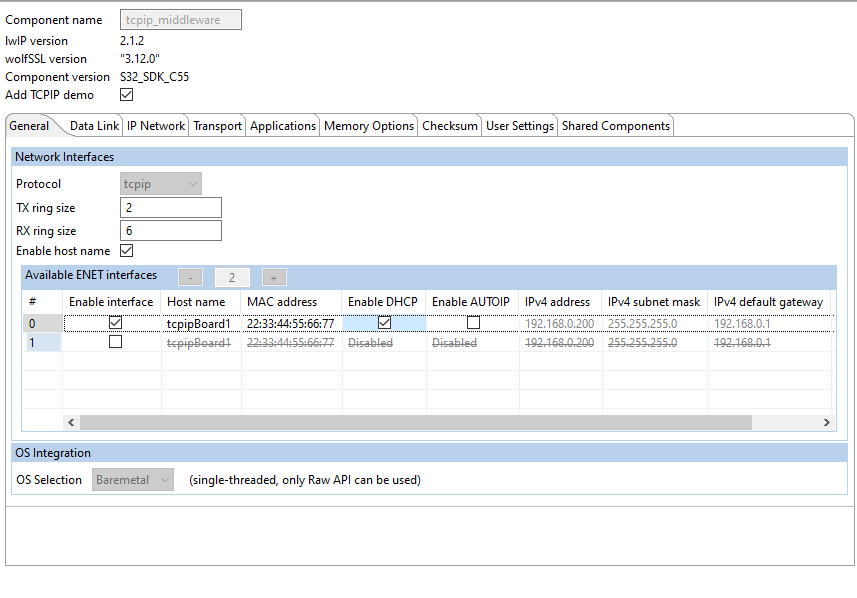 Component name tcpip_middleware
lwIP version 2.1.2
wolfSSL version "3.12.0"
Component version S32_SDK_C55
Add TCPIP demo
General Data Link IP Network Transport Applications Memory Options Checksum User Settings Shared Components
Network Interfaces
Protocol tcpip
TX ring size 2
RX ring size 6
Enable host name
Available ENET interfaces - 2 +
# Enable interface Host name MAC address Enable DHCP Enable AUTOIP IPv4 address IPv4 subnet mask IPv4 default gateway
0 tcpipBoard1 22:33:44:55:66:77 192.168.0.200 255.255.255.0 192.168.0.1
1 tcpipBoard1 22:33:44:55:66:77 Disabled Disabled 192.168.0.200 255.255.255.0 192.168.0.1
OS Integration
OS Selection Baremetal (single-threaded, only Raw API can be used)